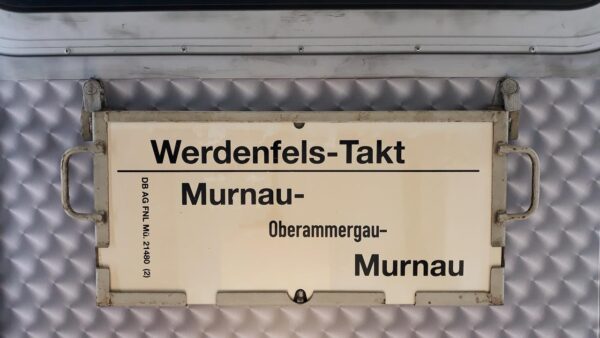 Werdenfels-Takt
Murnau-
Oberammergau-
Murnau
DB AG FNL Mü. 21480 (2)